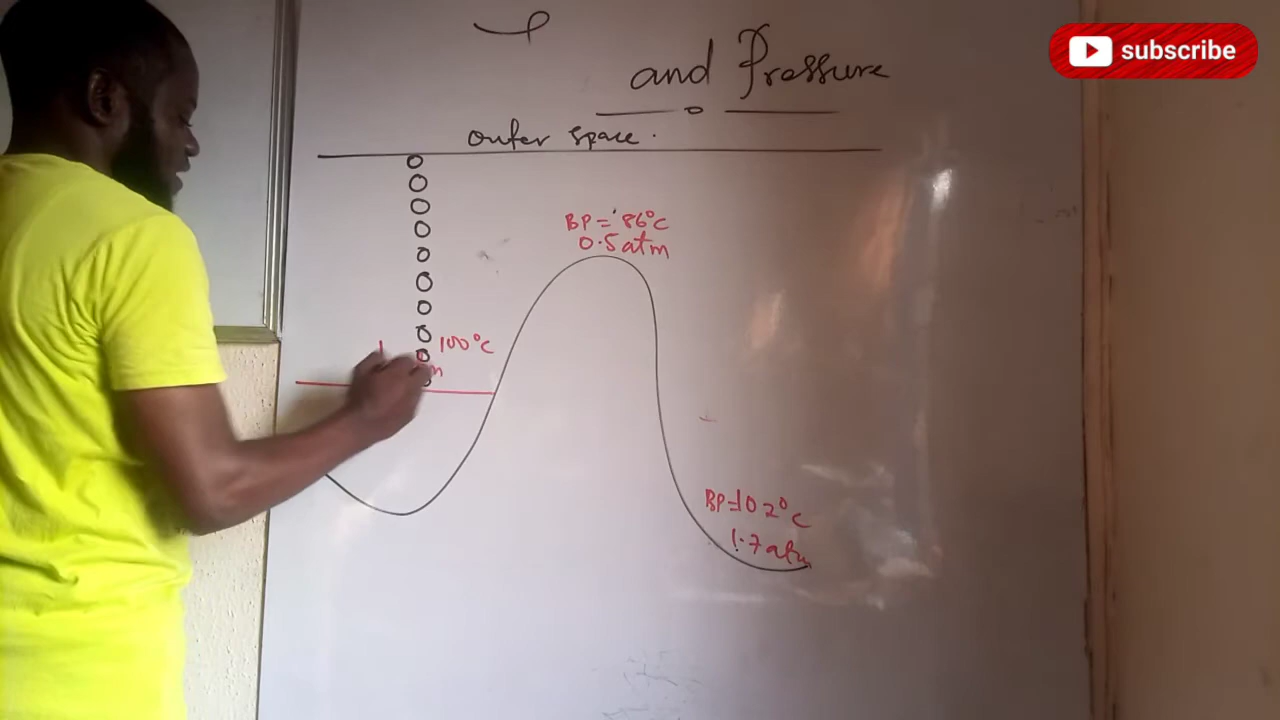 subscribe
and Pressure
outer space.
BP= 86°C
0.5 atm
100°C
BP=102°C
1.7 atm